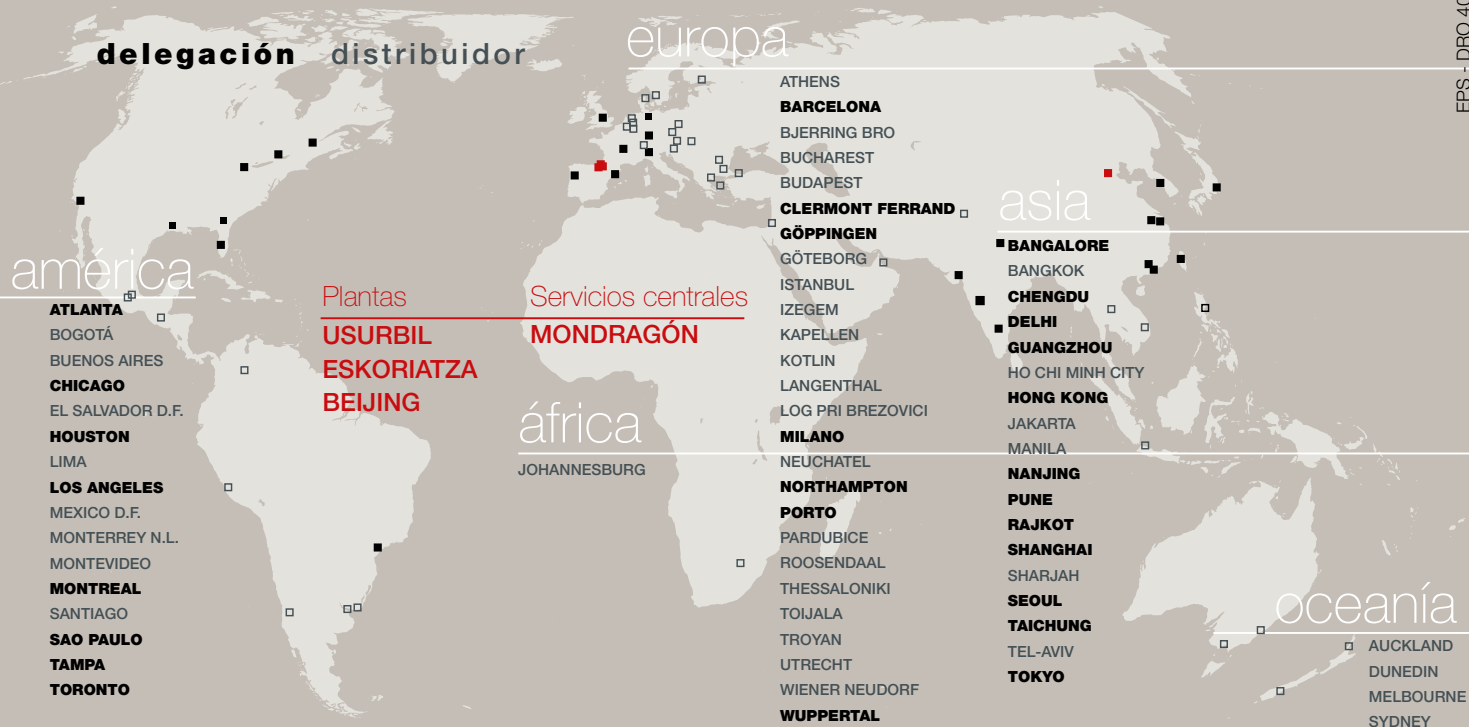 delegación distribuidor
europa
ATHENS
BARCELONA
BJERRING BRO
BUCHAREST
BUDAPEST
CLERMONT FERRAND
GÖPPINGEN
GÖTEBORG
ISTANBUL
IZEGEM
KAPELLEN
KOTLIN
LANGENTHAL
LOG PRI BREZOVICI
MILANO
NEUCHATEL
NORTHAMPTON
PORTO
PARDUBICE
ROOSENDAAL
THESSALONIKI
TOIJALA
TROYAN
UTRECHT
WIENER NEUDORF
WUPPERTAL
asia
BANGALORE
BANGKOK
CHENGDU
DELHI
GUANGZHOU
HO CHI MINH CITY
HONG KONG
JAKARTA
MANILA
NANJING
PUNE
RAJKOT
SHANGHAI
SHARJAH
SEOUL
TAICHUNG
TEL-AVIV
TOKYO
américa
ATLANTA
BOGOTÁ
BUENOS AIRES
CHICAGO
EL SALVADOR D.F.
HOUSTON
LIMA
LOS ANGELES
MEXICO D.F.
MONTERREY N.L.
MONTEVIDEO
MONTREAL
SANTIAGO
SAO PAULO
TAMPA
TORONTO
Plantas
USURBIL
ESKORIATZA
BEIJING
Servicios centrales
MONDRAGÓN
áfrica
JOHANNESBURG
oceanía
AUCKLAND
DUNEDIN
MELBOURNE
SYDNEY
EPS - DRO 40